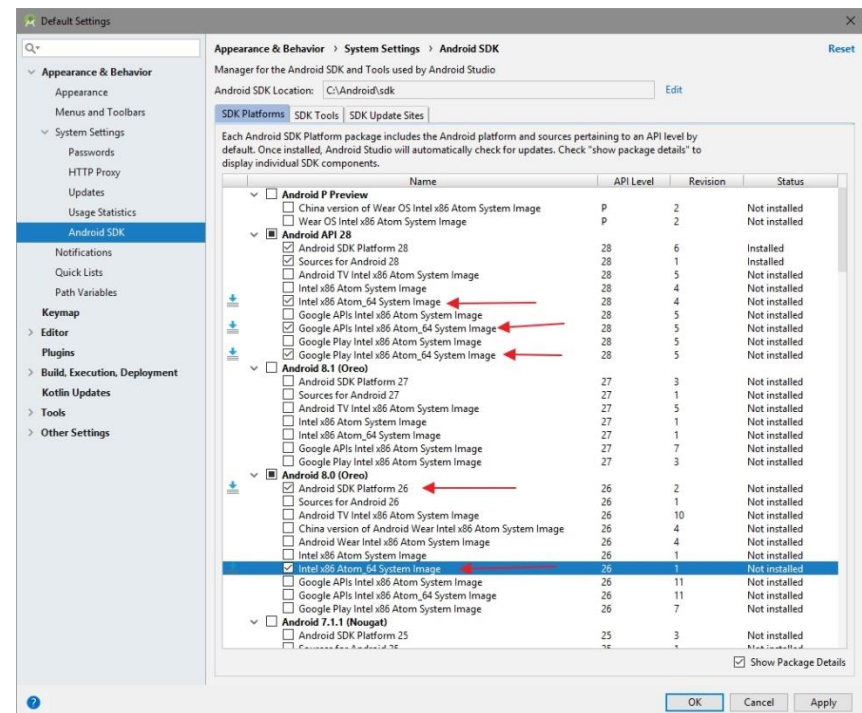 Default Settings
Appearance & Behavior
Appearance
Menus and Toolbars
System Settings
Passwords
HTTP Proxy
Updates
Usage Statistics
Android SDK
Notifications
Quick Lists
Path Variables
Keymap
Editor
Plugins
Build, Execution, Deployment
Kotlin Updates
Tools
Other Settings
Appearance & Behavior > System Settings > Android SDK Reset
Manager for the Android SDK and Tools used by Android Studio
Android SDK Location: C:\Android\sdk Edit
SDK Platforms SDK Tools SDK Update Sites
Each Android SDK Platform package includes the Android platform and sources pertaining to an API level by
default. Once installed, Android Studio will automatically check for updates. Check "show package details" to
display individual SDK components.
Name API Level Revision Status
Android P Preview
China version of Wear OS Intel x86 Atom System Image P 2 Not installed
Wear OS Intel x86 Atom System Image P 2 Not installed
Android API 28
Android SDK Platform 28 28 6 Installed
Sources for Android 28 28 1 Installed
Android TV Intel x86 Atom System Image 28 5 Not installed
Intel x86 Atom System Image 28 4 Not installed
Intel x86 Atom_64 System Image 28 4 Not installed
Google APIs Intel x86 Atom System Image 28 5 Not installed
Google APIs Intel x86 Atom_64 System Image 28 5 Not installed
Google Play Intel x86 Atom System Image 28 5 Not installed
Google Play Intel x86 Atom_64 System Image 28 5 Not installed
Android 8.1 (Oreo)
Android SDK Platform 27 27 3 Not installed
Sources for Android 27 27 1 Not installed
Android TV Intel x86 Atom System Image 27 5 Not installed
Intel x86 Atom System Image 27 1 Not installed
Intel x86 Atom_64 System Image 27 1 Not installed
Google APIs Intel x86 Atom System Image 27 7 Not installed
Google Play Intel x86 Atom System Image 27 3 Not installed
Android 8.0 (Oreo)
Android SDK Platform 26 26 2 Not installed
Sources for Android 26 26 1 Not installed
Android TV Intel x86 Atom System Image 26 10 Not installed
China version of Android Wear Intel x86 Atom System Image 26 4 Not installed
Android Wear Intel x86 Atom System Image 26 4 Not installed
Intel x86 Atom System Image 26 1 Not installed
Intel x86 Atom_64 System Image 26 1 Not installed
Google APIs Intel x86 Atom System Image 26 11 Not installed
Google APIs Intel x86 Atom_64 System Image 26 11 Not installed
Google Play Intel x86 Atom System Image 26 7 Not installed
Android 7.1.1 (Nougat)
Android SDK Platform 25 25 3 Not installed
Sources for Android 25 25 1 Not installed
Show Package Details
OK Cancel Apply